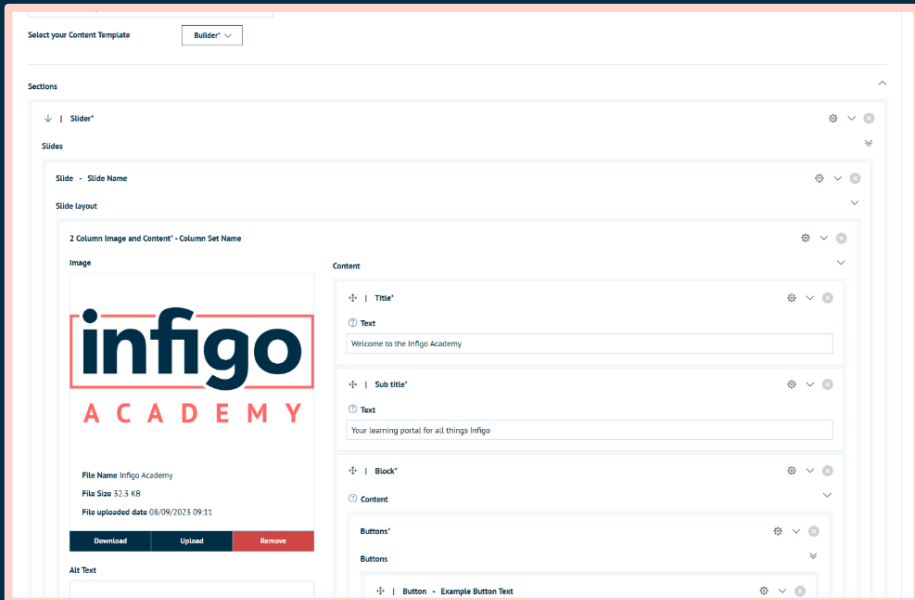 Select your Content Template
Builder*
Sections
| Slider*
Slides
Slide - Slide Name
Slide layout
2 Column Image and Content* - Column Set Name
Image
infigo
ACADEMY
File Name Infigo Academy
File Size 32.3 KB
File uploaded date 08/09/2023 09:11
Download Upload Remove
Alt Text
Content
| Title*
? Text
Welcome to the Infigo Academy
| Sub title*
? Text
Your learning portal for all things Infigo
| Block*
? Content
Buttons*
Buttons
| Button - Example Button Text